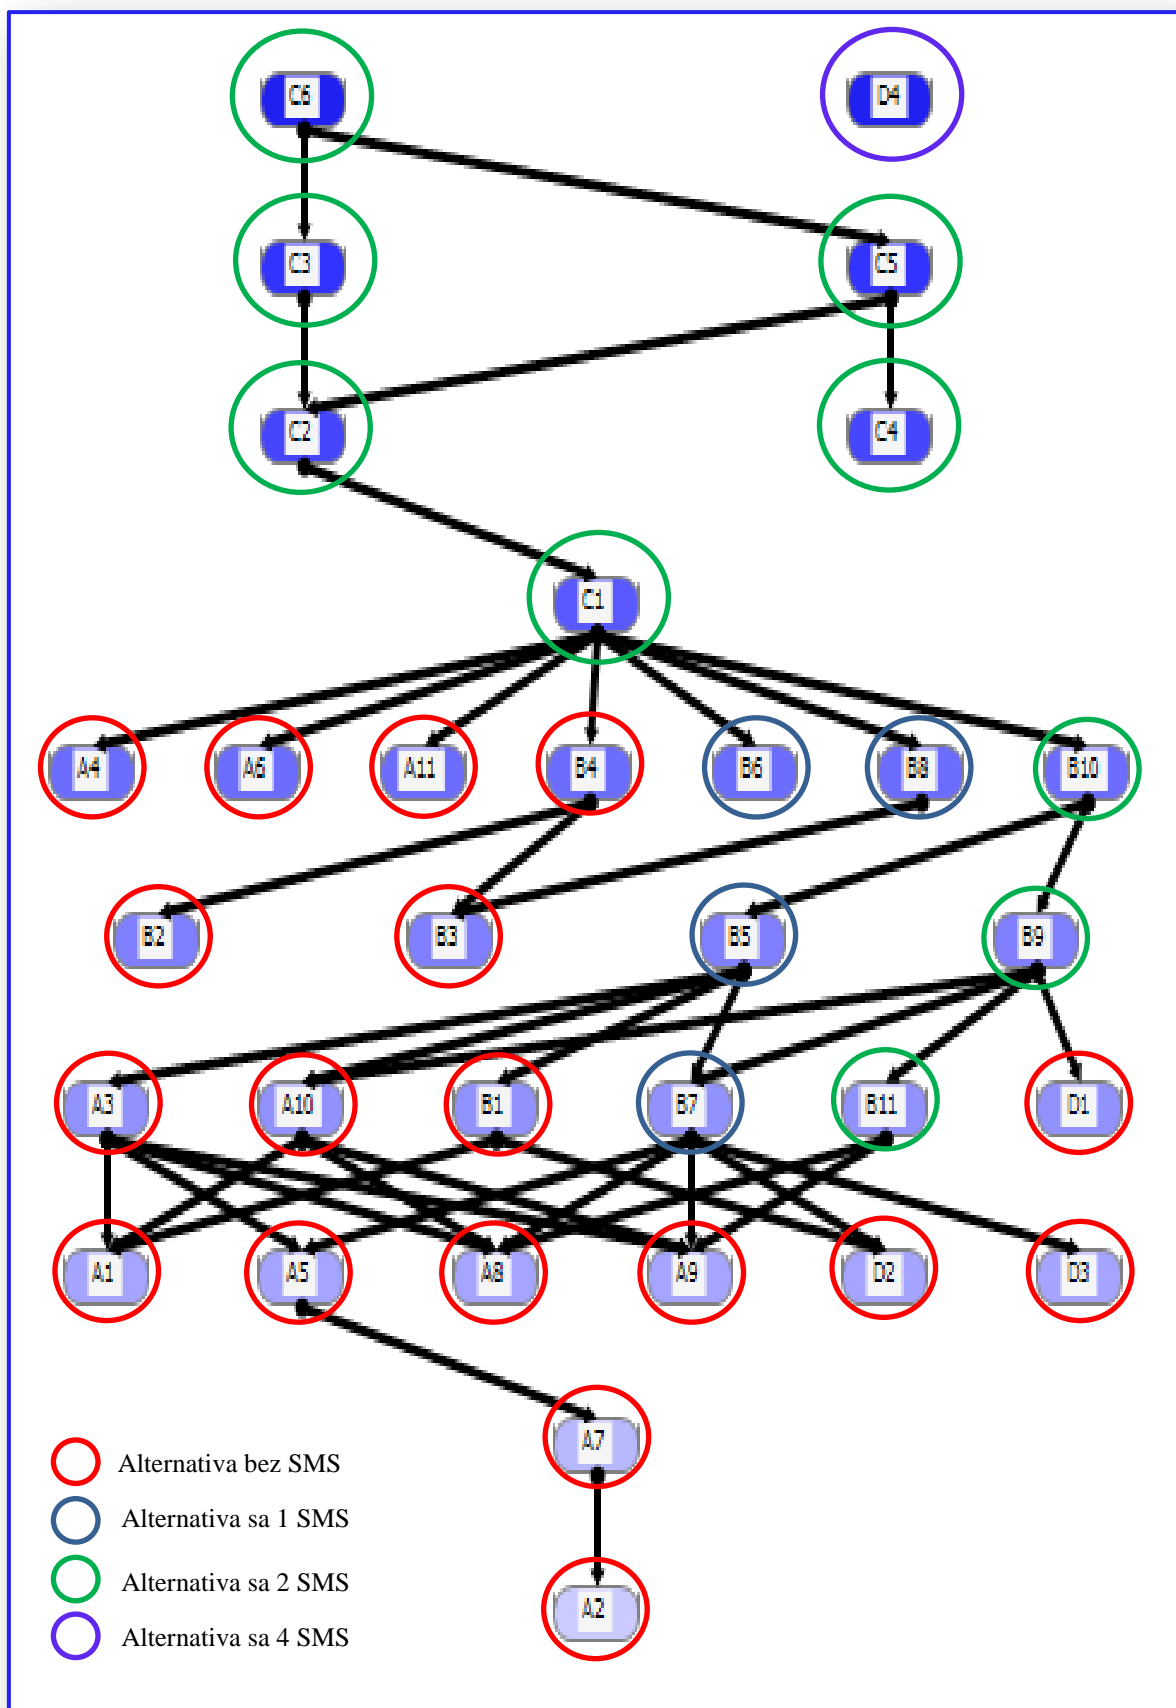 C6
D4
C3
C5
C2
C4
C1
A4
A6
A11
B4
B6
B8
B10
B2
B3
B5
B9
A3
A10
B1
B7
B11
D1
A1
A5
A8
A9
D2
D3
A7
A2
Alternativa bez SMS
Alternativa sa 1 SMS
Alternativa sa 2 SMS
Alternativa sa 4 SMS